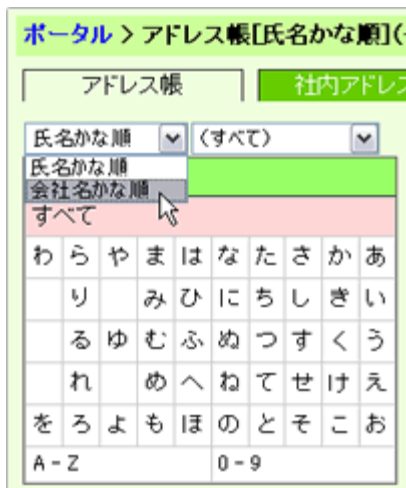 ポータル > アドレス帳[氏名かな順](
アドレス帳 社内アドレス
氏名かな順 (すべて)
氏名かな順
会社名かな順
すべて
わ ら や ま は な た さ か あ
り み ひ に ち し き い
る ゆ む ふ ぬ つ す く う
れ め へ ね て せ け え
を ろ よ も ほ の と そ こ お
A - Z 0 - 9